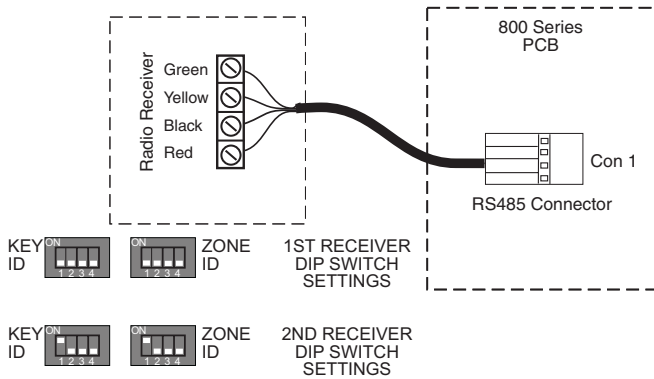 800 Series
PCB
Radio Receiver
Green
Yellow
Black
Red
Con 1
RS485 Connector
KEY
ID
ON
1 2 3 4
ON
1 2 3 4
ZONE
ID
1ST RECEIVER
DIP SWITCH
SETTINGS
KEY
ID
ON
1 2 3 4
ON
1 2 3 4
ZONE
ID
2ND RECEIVER
DIP SWITCH
SETTINGS